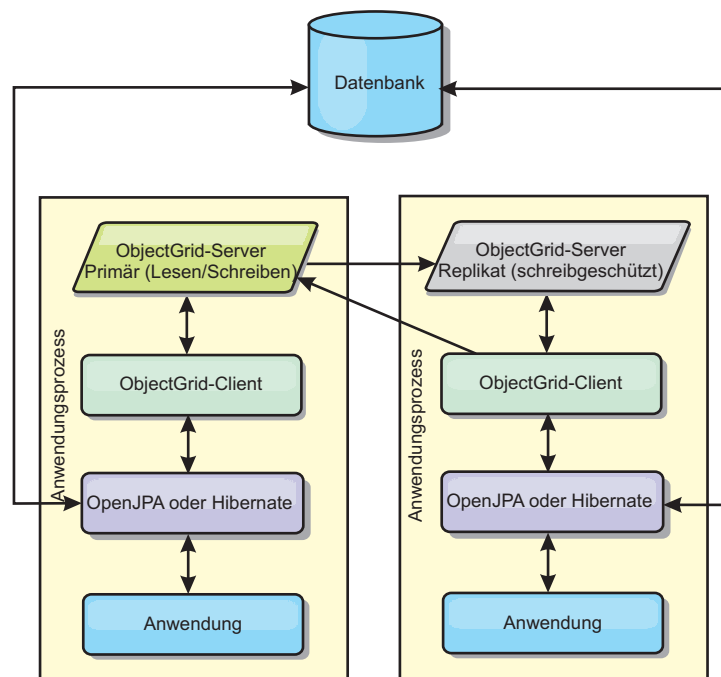 Datenbank
ObjectGrid-Server
Primär (Lesen/Schreiben)
ObjectGrid-Client
OpenJPA oder Hibernate
Anwendung
Anwendungsprozess
ObjectGrid-Server
Replikat (schreibgeschützt)
ObjectGrid-Client
OpenJPA oder Hibernate
Anwendung
Anwendungsprozess